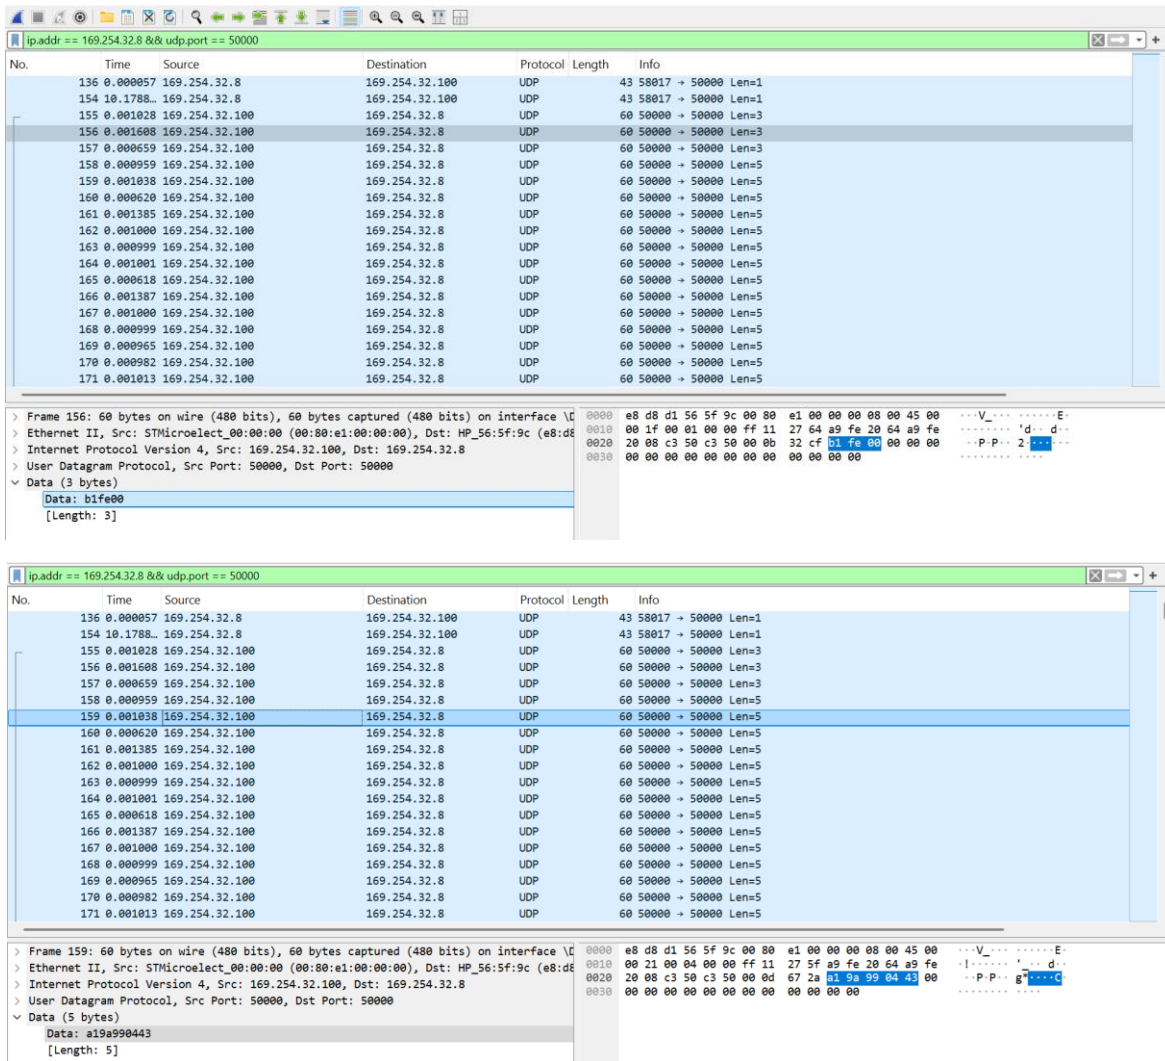 ip.addr == 169.254.32.8 && udp.port == 50000
No. Time Source Destination Protocol Length Info
136 0.000057 169.254.32.8 169.254.32.100 UDP 43 58017 → 50000 Len=1
154 10.1788… 169.254.32.8 169.254.32.100 UDP 43 58017 → 50000 Len=1
155 0.001028 169.254.32.100 169.254.32.8 UDP 60 50000 → 50000 Len=3
156 0.001608 169.254.32.100 169.254.32.8 UDP 60 50000 → 50000 Len=3
157 0.000659 169.254.32.100 169.254.32.8 UDP 60 50000 → 50000 Len=3
158 0.000959 169.254.32.100 169.254.32.8 UDP 60 50000 → 50000 Len=5
159 0.001038 169.254.32.100 169.254.32.8 UDP 60 50000 → 50000 Len=5
160 0.000620 169.254.32.100 169.254.32.8 UDP 60 50000 → 50000 Len=5
161 0.001385 169.254.32.100 169.254.32.8 UDP 60 50000 → 50000 Len=5
162 0.001000 169.254.32.100 169.254.32.8 UDP 60 50000 → 50000 Len=5
163 0.000999 169.254.32.100 169.254.32.8 UDP 60 50000 → 50000 Len=5
164 0.001001 169.254.32.100 169.254.32.8 UDP 60 50000 → 50000 Len=5
165 0.000618 169.254.32.100 169.254.32.8 UDP 60 50000 → 50000 Len=5
166 0.001387 169.254.32.100 169.254.32.8 UDP 60 50000 → 50000 Len=5
167 0.001000 169.254.32.100 169.254.32.8 UDP 60 50000 → 50000 Len=5
168 0.000999 169.254.32.100 169.254.32.8 UDP 60 50000 → 50000 Len=5
169 0.000965 169.254.32.100 169.254.32.8 UDP 60 50000 → 50000 Len=5
170 0.000982 169.254.32.100 169.254.32.8 UDP 60 50000 → 50000 Len=5
171 0.001013 169.254.32.100 169.254.32.8 UDP 60 50000 → 50000 Len=5
> Frame 156: 60 bytes on wire (480 bits), 60 bytes captured (480 bits) on interface \D
> Ethernet II, Src: STMicroelect_00:00:00 (00:80:e1:00:00:00), Dst: HP_56:5f:9c (e8:d8
> Internet Protocol Version 4, Src: 169.254.32.100, Dst: 169.254.32.8
> User Datagram Protocol, Src Port: 50000, Dst Port: 50000
Data (3 bytes)
Data: b1fe00
[Length: 3]
0000 e8 d8 d1 56 5f 9c 00 80 e1 00 00 00 08 00 45 00 ···V_··· ······E·
0010 00 1f 00 01 00 00 ff 11 27 64 a9 fe 20 64 a9 fe ········ 'd·· d··
0020 20 08 c3 50 c3 50 00 0b 32 cf b1 fe 00 00 00 00 ··P·P·· 2·······
0030 00 00 00 00 00 00 00 00 00 00 00 00 ········ ····
ip.addr == 169.254.32.8 && udp.port == 50000
No. Time Source Destination Protocol Length Info
136 0.000057 169.254.32.8 169.254.32.100 UDP 43 58017 → 50000 Len=1
154 10.1788… 169.254.32.8 169.254.32.100 UDP 43 58017 → 50000 Len=1
155 0.001028 169.254.32.100 169.254.32.8 UDP 60 50000 → 50000 Len=3
156 0.001608 169.254.32.100 169.254.32.8 UDP 60 50000 → 50000 Len=3
157 0.000659 169.254.32.100 169.254.32.8 UDP 60 50000 → 50000 Len=3
158 0.000959 169.254.32.100 169.254.32.8 UDP 60 50000 → 50000 Len=5
159 0.001038 169.254.32.100 169.254.32.8 UDP 60 50000 → 50000 Len=5
160 0.000620 169.254.32.100 169.254.32.8 UDP 60 50000 → 50000 Len=5
161 0.001385 169.254.32.100 169.254.32.8 UDP 60 50000 → 50000 Len=5
162 0.001000 169.254.32.100 169.254.32.8 UDP 60 50000 → 50000 Len=5
163 0.000999 169.254.32.100 169.254.32.8 UDP 60 50000 → 50000 Len=5
164 0.001001 169.254.32.100 169.254.32.8 UDP 60 50000 → 50000 Len=5
165 0.000618 169.254.32.100 169.254.32.8 UDP 60 50000 → 50000 Len=5
166 0.001387 169.254.32.100 169.254.32.8 UDP 60 50000 → 50000 Len=5
167 0.001000 169.254.32.100 169.254.32.8 UDP 60 50000 → 50000 Len=5
168 0.000999 169.254.32.100 169.254.32.8 UDP 60 50000 → 50000 Len=5
169 0.000965 169.254.32.100 169.254.32.8 UDP 60 50000 → 50000 Len=5
170 0.000982 169.254.32.100 169.254.32.8 UDP 60 50000 → 50000 Len=5
171 0.001013 169.254.32.100 169.254.32.8 UDP 60 50000 → 50000 Len=5
> Frame 159: 60 bytes on wire (480 bits), 60 bytes captured (480 bits) on interface \D
> Ethernet II, Src: STMicroelect_00:00:00 (00:80:e1:00:00:00), Dst: HP_56:5f:9c (e8:d8
> Internet Protocol Version 4, Src: 169.254.32.100, Dst: 169.254.32.8
> User Datagram Protocol, Src Port: 50000, Dst Port: 50000
Data (5 bytes)
Data: a19a990443
[Length: 5]
0000 e8 d8 d1 56 5f 9c 00 80 e1 00 00 00 08 00 45 00 ···V_··· ······E·
0010 00 21 00 04 00 00 ff 11 27 5f a9 fe 20 64 a9 fe ·!······ '_·· d··
0020 20 08 c3 50 c3 50 00 0d 67 2a a1 9a 99 04 43 00 ··P·P·· g*····C·
0030 00 00 00 00 00 00 00 00 00 00 00 00 ········ ····